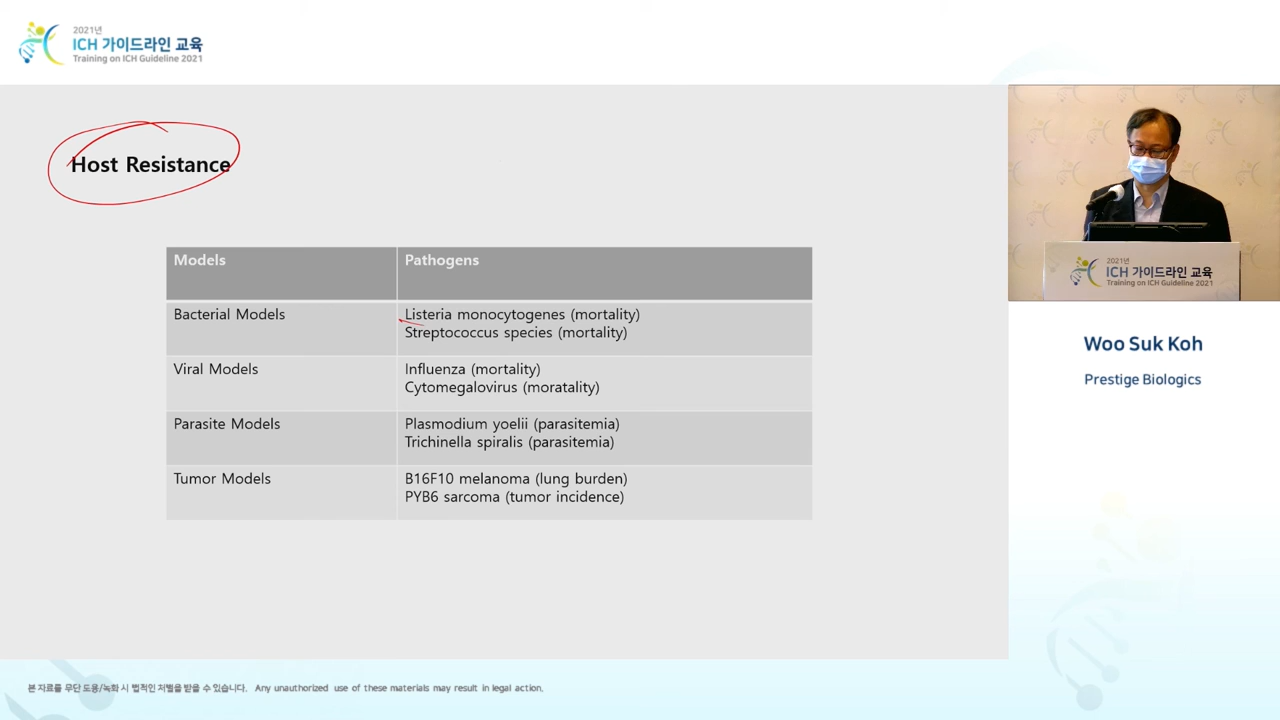 2021년
ICH 가이드라인 교육
Training on ICH Guideline 2021
Host Resistance
Models Pathogens
Bacterial Models Listeria monocytogenes (mortality)
Streptococcus species (mortality)
Viral Models Influenza (mortality)
Cytomegalovirus (moratality)
Parasite Models Plasmodium yoelii (parasitemia)
Trichinella spiralis (parasitemia)
Tumor Models B16F10 melanoma (lung burden)
PYB6 sarcoma (tumor incidence)
2021년
ICH 가이드라인 교육
Training on ICH Guideline 2021
Woo Suk Koh
Prestige Biologics
본 자료를 무단 도용/녹화 시 법적인 처벌을 받을 수 있습니다. Any unauthorized use of these materials may result in legal action.